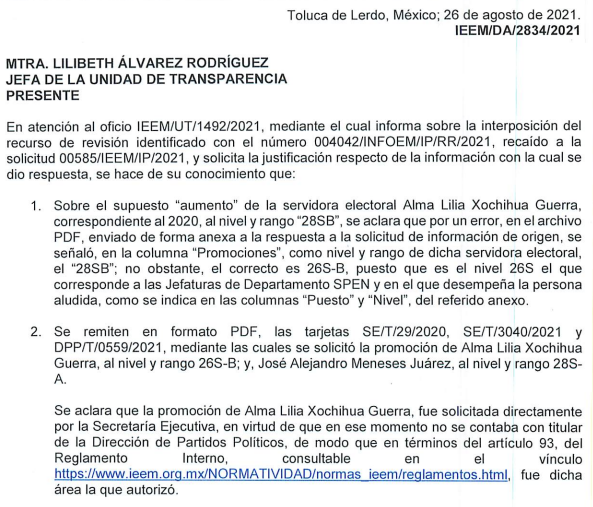 Toluca de Lerdo, México; 26 de agosto de 2021.
IEEM/DA/2834/2021
MTRA. LILIBETH ÁLVAREZ RODRÍGUEZ
JEFA DE LA UNIDAD DE TRANSPARENCIA
PRESENTE
En atención al oficio IEEM/UT/1492/2021, mediante el cual informa sobre la interposición del
recurso de revisión identificado con el número 004042/INFOEM/IP/RR/2021, recaído a la
solicitud 00585/IEEM/IP/2021, y solicita la justificación respecto de la información con la cual se
dio respuesta, se hace de su conocimiento que:
1. Sobre el supuesto “aumento” de la servidora electoral Alma Lilia Xochihua Guerra,
correspondiente al 2020, al nivel y rango “28SB”, se aclara que por un error, en el archivo
PDF, enviado de forma anexa a la respuesta a la solicitud de información de origen, se
señaló, en la columna “Promociones”, como nivel y rango de dicha servidora electoral,
el “28SB”; no obstante, el correcto es 26S-B, puesto que es el nivel 26S el que
corresponde a las Jefaturas de Departamento SPEN y en el que desempeña la persona
aludida, como se indica en las columnas “Puesto” y “Nivel”, del referido anexo.
2. Se remiten en formato PDF, las tarjetas SE/T/29/2020, SE/T/3040/2021 y
DPP/T/0559/2021, mediante las cuales se solicitó la promoción de Alma Lilia Xochihua
Guerra, al nivel y rango 26S-B; y, José Alejandro Meneses Juárez, al nivel y rango 28S-
A.
Se aclara que la promoción de Alma Lilia Xochihua Guerra, fue solicitada directamente
por la Secretaría Ejecutiva, en virtud de que en ese momento no se contaba con titular
de la Dirección de Partidos Políticos, de modo que en términos del artículo 93, del
Reglamento Interno, consultable en el vínculo
https://www.ieem.org.mx/NORMATIVIDAD/normas_ieem/reglamentos.html, fue dicha
área la que autorizó.